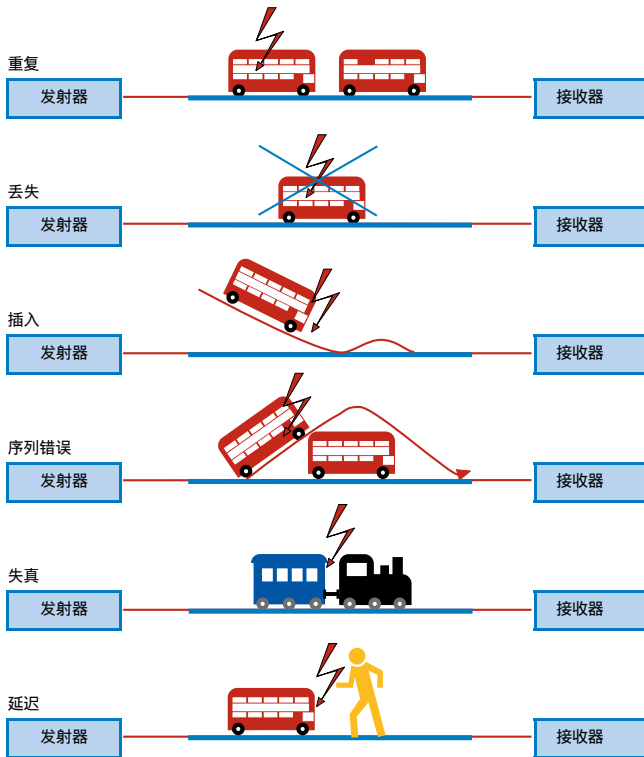 重复
发射器 接收器
丢失
发射器 接收器
插入
发射器 接收器
序列错误
发射器 接收器
失真
发射器 接收器
延迟
发射器 接收器